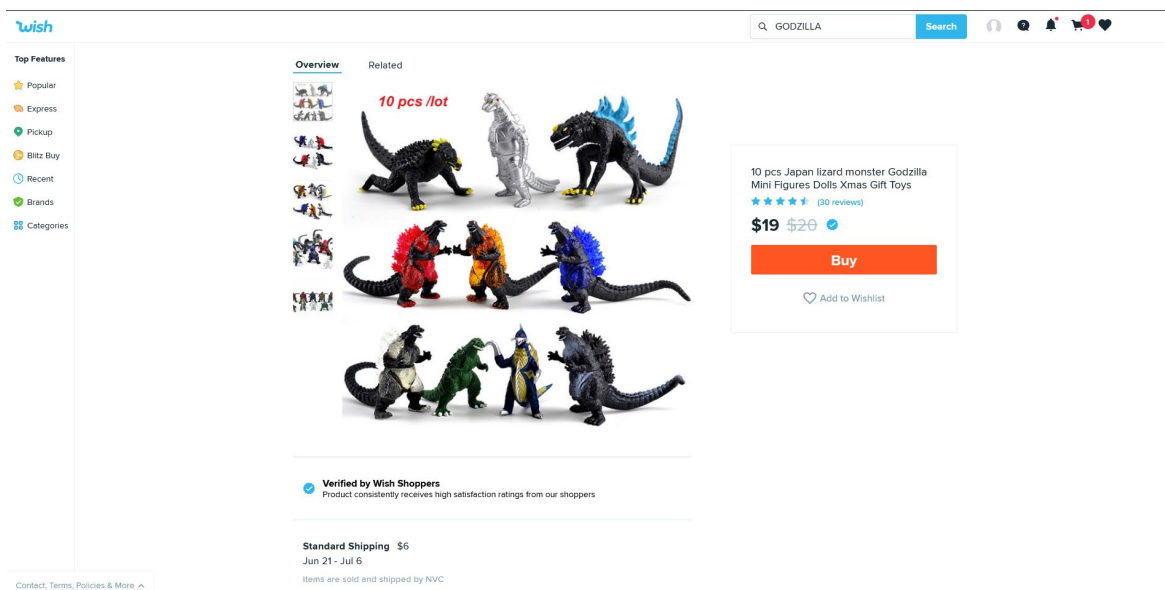 wish
GODZILLA
Search
1
Top Features
Popular
Express
Pickup
Blitz Buy
Recent
Brands
Categories
Overview
Related
10 pcs /lot
10 pcs Japan lizard monster Godzilla
Mini Figures Dolls Xmas Gift Toys
(30 reviews)
$19 $20
Buy
Add to Wishlist
Verified by Wish Shoppers
Product consistently receives high satisfaction ratings from our shoppers
Standard Shipping $6
Jun 21 - Jul 6
Items are sold and shipped by NVC
Contact, Terms, Policies & More